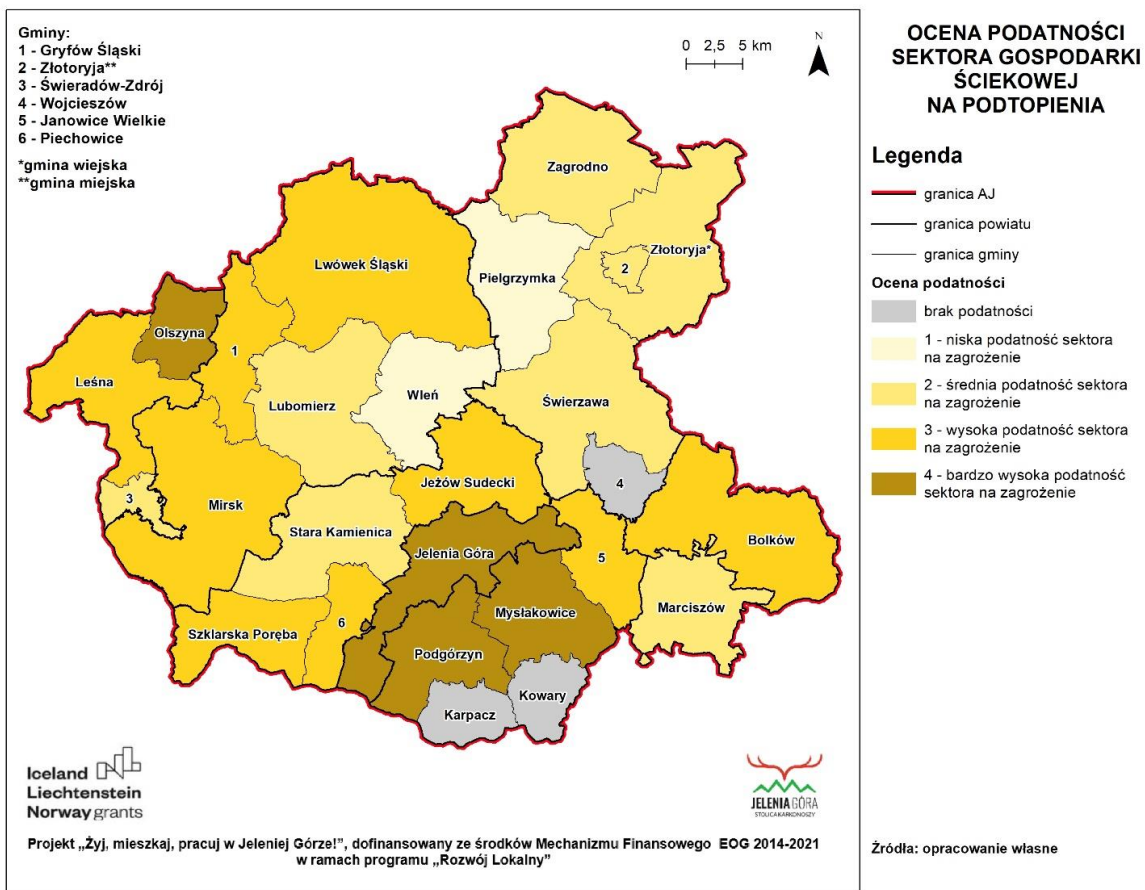 Gminy:
1 - Gryfów Śląski
2 - Złotoryja**
3 - Świeradów-Zdrój
4 - Wojcieszów
5 - Janowice Wielkie
6 - Piechowice
*gmina wiejska
**gmina miejska
0 2,5 5 km
N
Zagrodno
Złotoryja*
2
Pielgrzymka
Lwówek Śląski
Olszyna
1
Leśna
Lubomierz
Wleń
Świerzawa
4
3
Mirsk
Jeżów Sudecki
Stara Kamienica
Jelenia Góra
5
Bolków
Mysłakowice
Marciszów
6
Szklarska Poręba
Podgórzyn
Kowary
Karpacz
Iceland
Liechtenstein
Norway grants
JELENIA GÓRA
STOLICA KARKONOSZY
Projekt „Żyj, mieszkaj, pracuj w Jeleniej Górze!”, dofinansowany ze środków Mechanizmu Finansowego EOG 2014-2021
w ramach programu „Rozwój Lokalny”
OCENA PODATNOŚCI
SEKTORA GOSPODARKI
ŚCIEKOWEJ
NA PODTOPIENIA
Legenda
granica AJ
granica powiatu
granica gminy
Ocena podatności
brak podatności
1 - niska podatność sektora
na zagrożenie
2 - średnia podatność sektora
na zagrożenie
3 - wysoka podatność sektora
na zagrożenie
4 - bardzo wysoka podatność
sektora na zagrożenie
Źródła: opracowanie własne